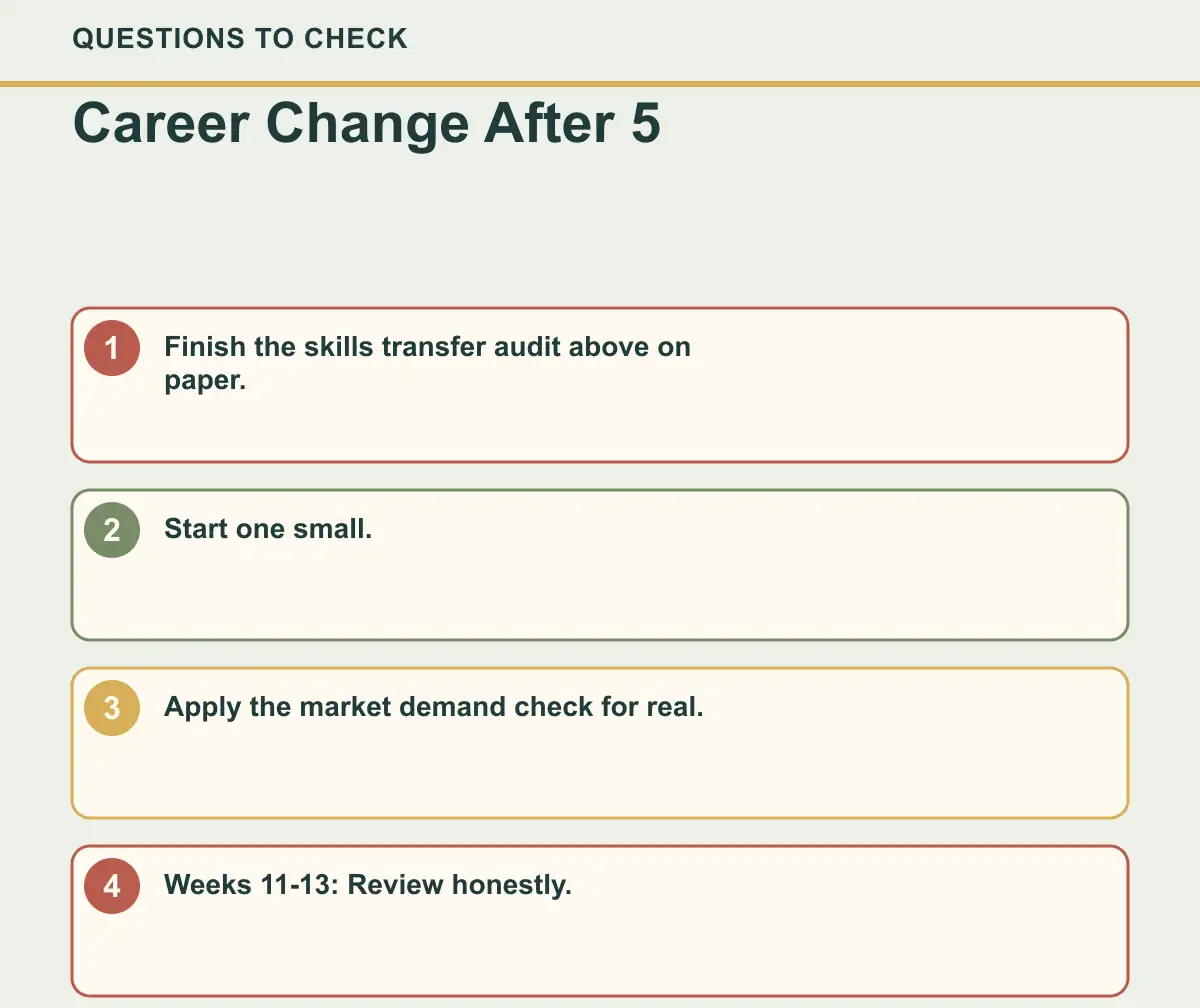 QUESTIONS TO CHECK
Career Change After 5
1
Finish the skills transfer audit above on
paper.
2
Start one small.
3
Apply the market demand check for real.
4
Weeks 11-13: Review honestly.